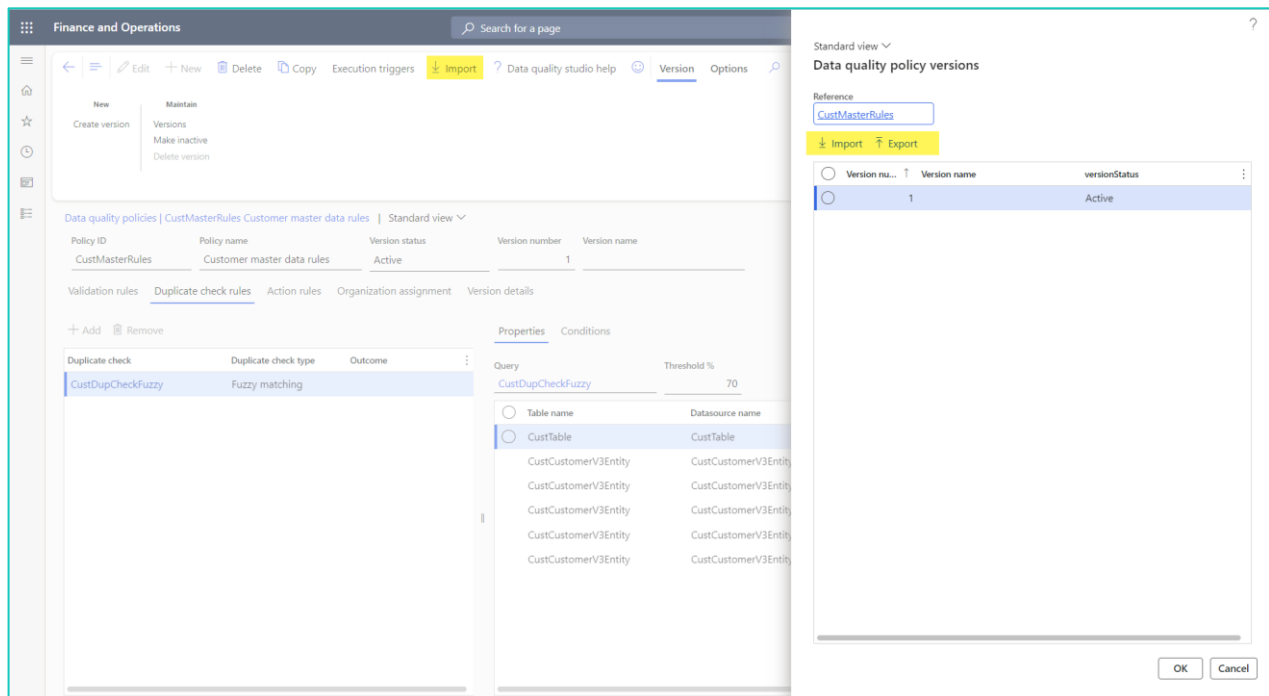 Finance and Operations
Search for a page
Edit New Delete Copy Execution triggers Import ? Data quality studio help Version Options
New Maintain
Create version Versions
Make inactive
Delete version
Data quality policies | CustMasterRules Customer master data rules | Standard view
Policy ID Policy name Version status Version number Version name
CustMasterRules Customer master data rules Active 1
Validation rules Duplicate check rules Action rules Organization assignment Version details
Add Remove
Duplicate check Duplicate check type Outcome
CustDupCheckFuzzy Fuzzy matching
Properties Conditions
Query Threshold %
CustDupCheckFuzzy 70
Table name Datasource name
CustTable CustTable
CustCustomerV3Entity CustCustomerV3Entity
CustCustomerV3Entity CustCustomerV3Entity
CustCustomerV3Entity CustCustomerV3Entity
CustCustomerV3Entity CustCustomerV3Entity
CustCustomerV3Entity CustCustomerV3Entity
?
Standard view
Data quality policy versions
Reference
CustMasterRules
Import Export
Version nu... Version name versionStatus
1 Active
OK Cancel